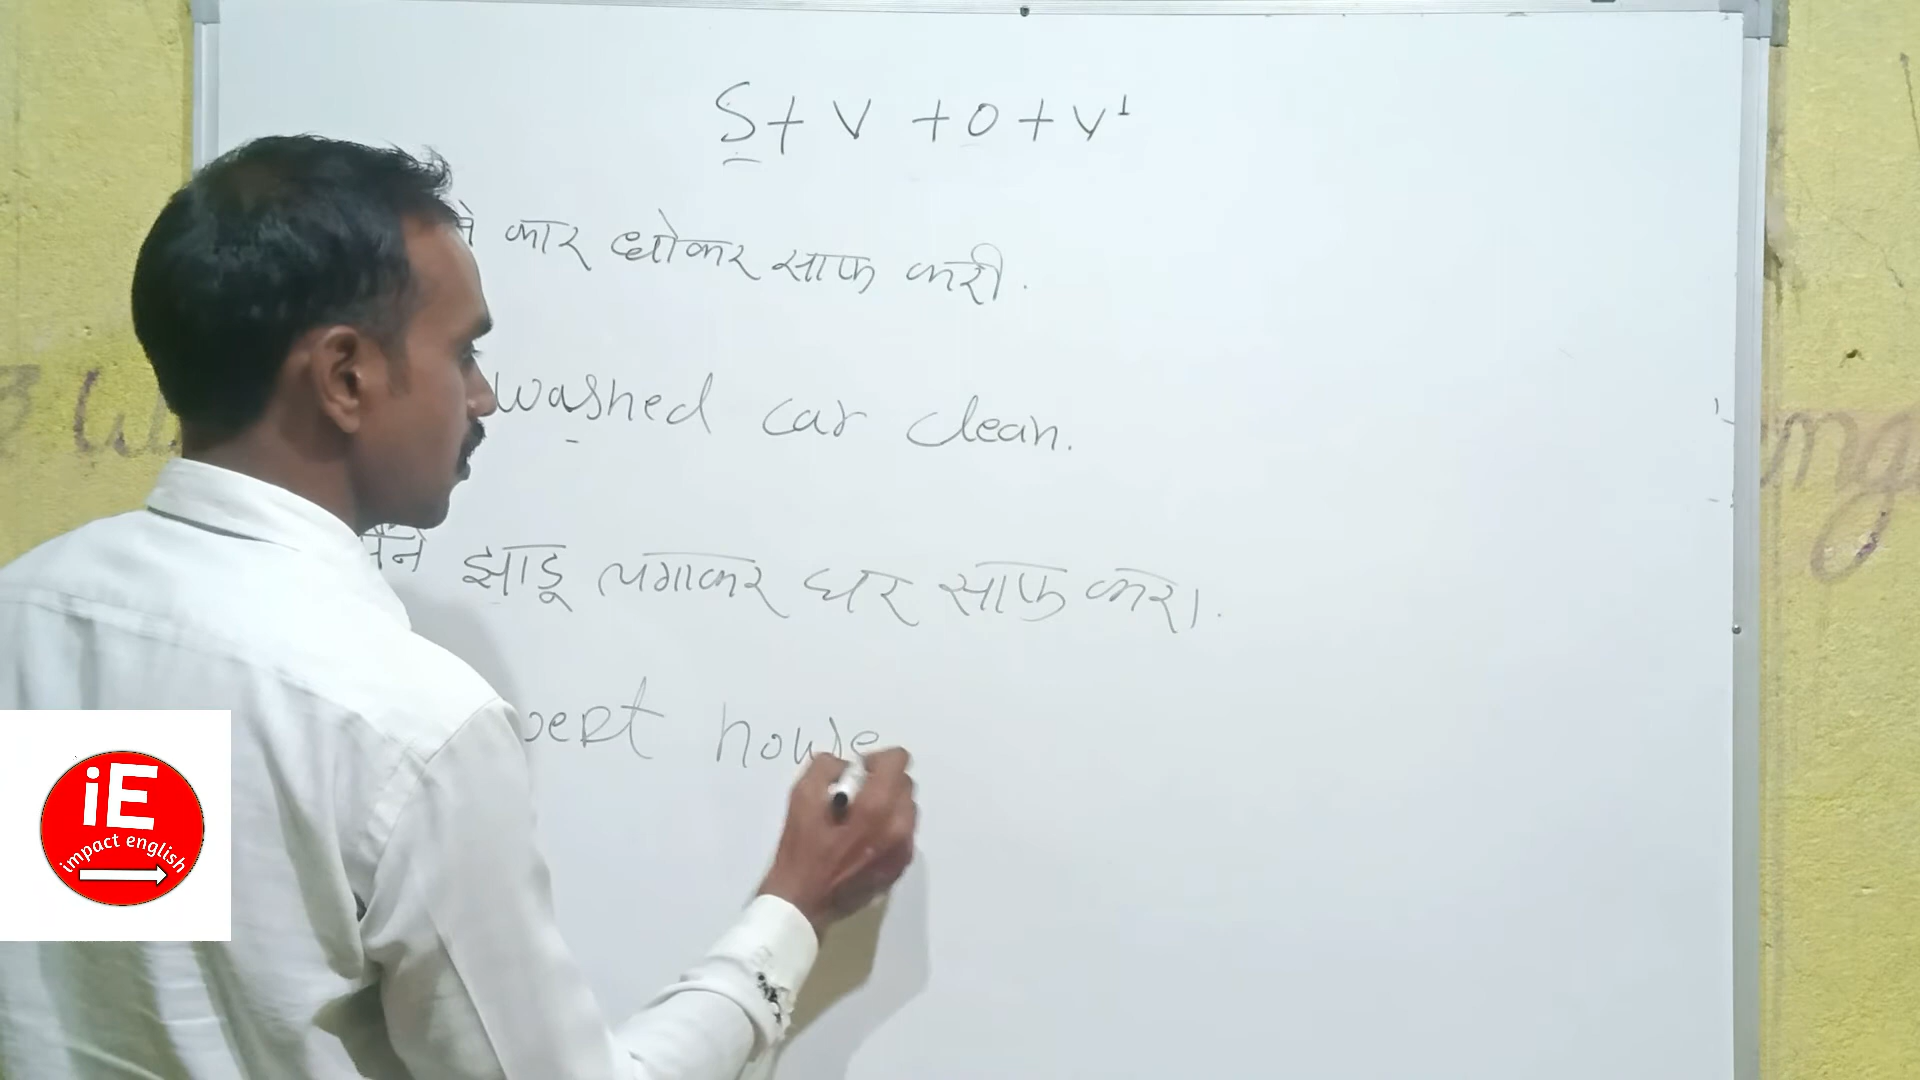 S + V + O + V¹
ने कार धोकर साफ करी.
washed car clean.
मैंने झाड़ू लगाकर घर साफ करा.
house
iE
impact english